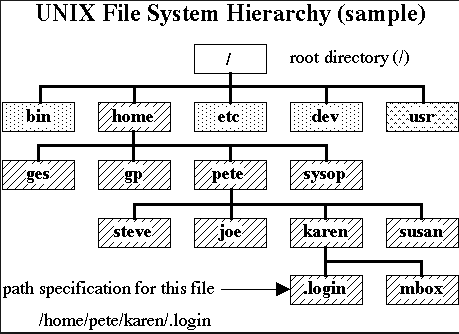 UNIX File System Hierarchy (sample)
/ root directory (/)
bin home etc dev usr
ges gp pete sysop
steve joe karen susan
path specification for this file .login mbox
/home/pete/karen/.login